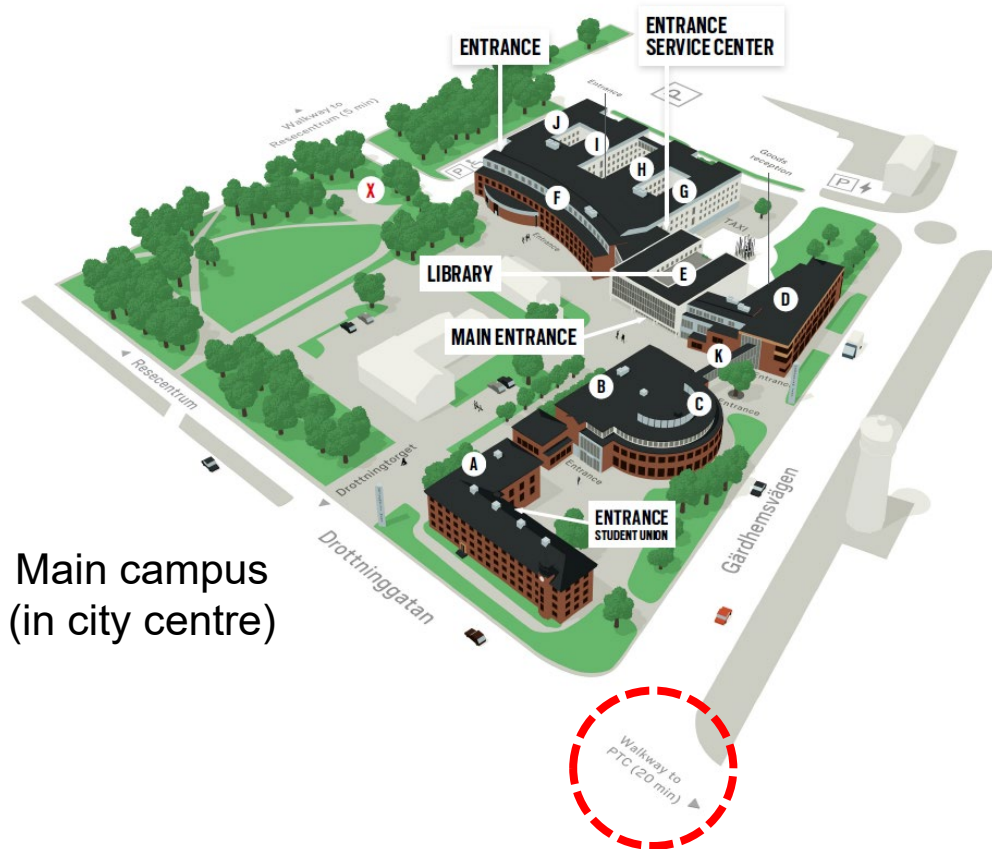 ENTRANCE
SERVICE CENTER
ENTRANCE
Entrance
P
Walkway to
Resecentrum (5 min)
J
I
H
G
F
Goods
reception
P
P
X
TAXI
Entrance
LIBRARY
E
D
MAIN ENTRANCE
K
Entrance
B
C
Entrance
Resecentrum
Drottningtorget
A
Entrance
ENTRANCE
STUDENT UNION
Gärdhemsvägen
Drottninggatan
Main campus
(in city centre)
Walkway to
PTC (20 min)